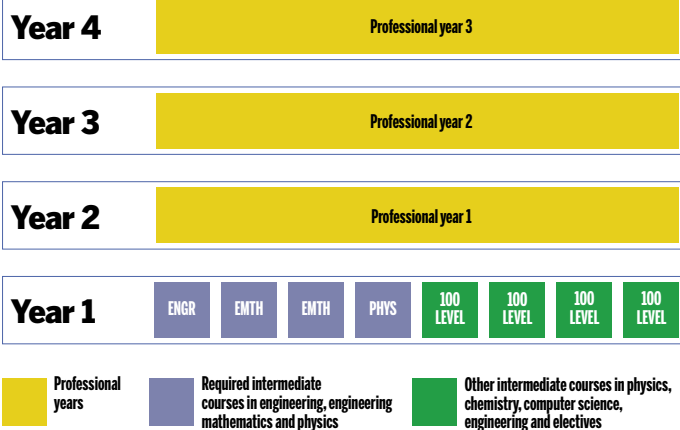 Year 4
Professional year 3
Year 3
Professional year 2
Year 2
Professional year 1
Year 1
ENGR
EMTH
EMTH
PHYS
100
LEVEL
100
LEVEL
100
LEVEL
100
LEVEL
Professional
years
Required intermediate
courses in engineering, engineering
mathematics and physics
Other intermediate courses in physics,
chemistry, computer science,
engineering and electives